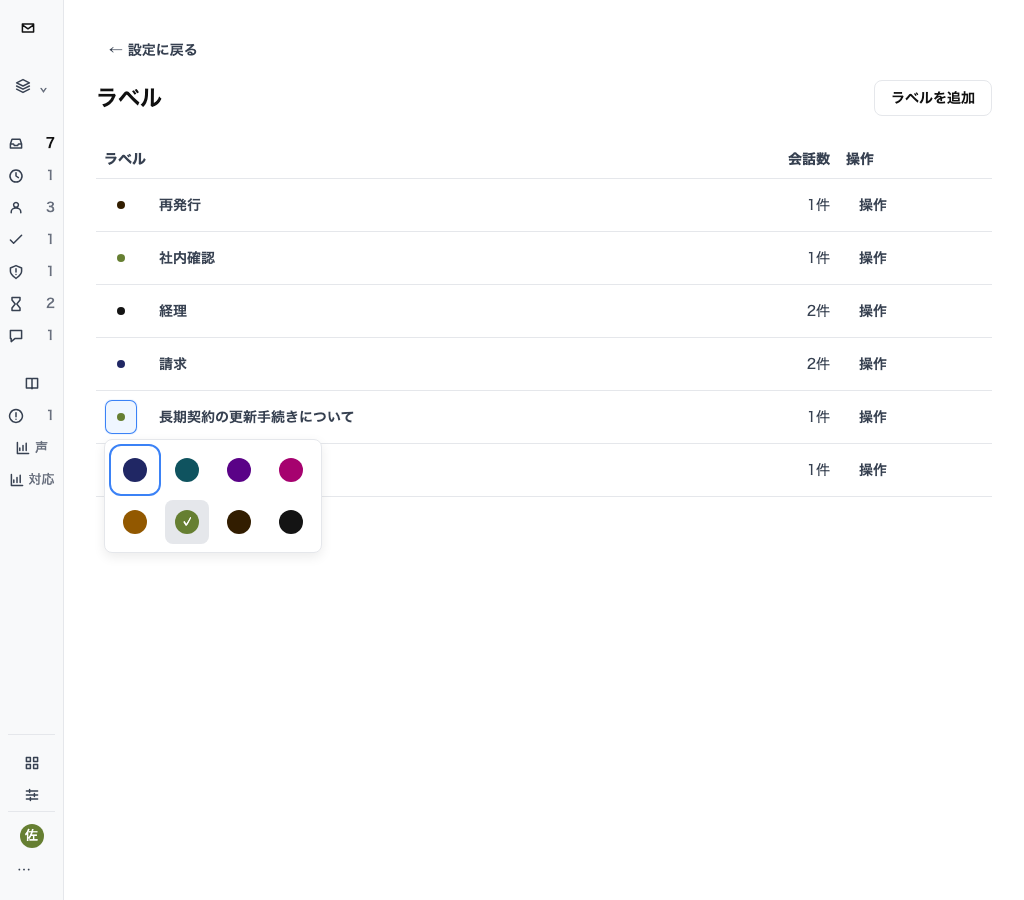 ← 設定に戻る
ラベル
ラベルを追加
ラベル 会話数 操作
再発行 1件 操作
社内確認 1件 操作
経理 2件 操作
請求 2件 操作
長期契約の更新手続きについて 1件 操作
1件 操作
7
1
3
1
1
2
1
1
声
対応
佐
…